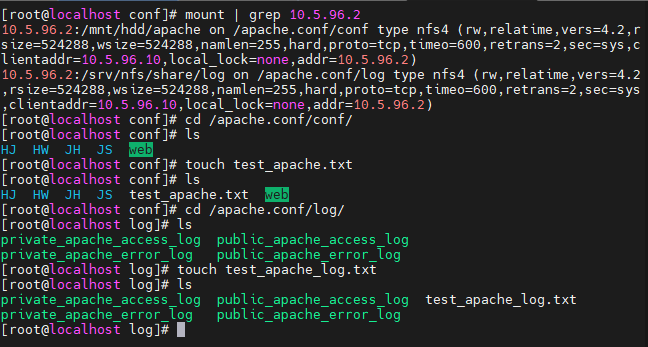 [root@localhost conf]# mount | grep 10.5.96.2
10.5.96.2:/mnt/hdd/apache on /apache.conf/conf type nfs4 (rw,relatime,vers=4.2,r
size=524288,wsize=524288,namlen=255,hard,proto=tcp,timeo=600,retrans=2,sec=sys,c
lientaddr=10.5.96.10,local_lock=none,addr=10.5.96.2)
10.5.96.2:/srv/nfs/share/log on /apache.conf/log type nfs4 (rw,relatime,vers=4.2
,rsize=524288,wsize=524288,namlen=255,hard,proto=tcp,timeo=600,retrans=2,sec=sys
,clientaddr=10.5.96.10,local_lock=none,addr=10.5.96.2)
[root@localhost conf]# cd /apache.conf/conf/
[root@localhost conf]# ls
HJ  HW  JH  JS  web
[root@localhost conf]# touch test_apache.txt
[root@localhost conf]# ls
HJ  HW  JH  JS  test_apache.txt  web
[root@localhost conf]# cd /apache.conf/log/
[root@localhost log]# ls
private_apache_access_log  public_apache_access_log
private_apache_error_log   public_apache_error_log
[root@localhost log]# touch test_apache_log.txt
[root@localhost log]# ls
private_apache_access_log  public_apache_access_log  test_apache_log.txt
private_apache_error_log   public_apache_error_log
[root@localhost log]#